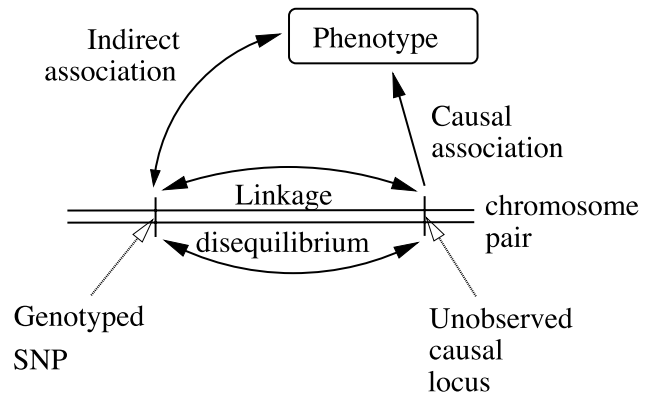 Indirect
association
Phenotype
Causal
association
Linkage
disequilibrium
chromosome
pair
Genotyped
SNP
Unobserved
causal
locus